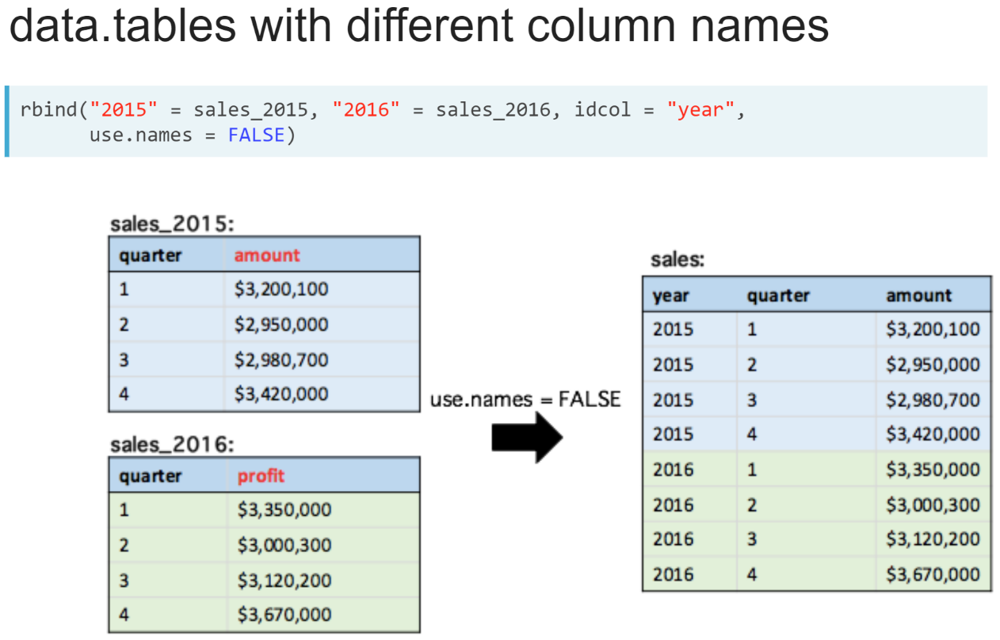 data.tables with different column names
rbind("2015" = sales_2015, "2016" = sales_2016, idcol = "year",
use.names = FALSE)
sales_2015:
quarter amount
1 $3,200,100
2 $2,950,000
3 $2,980,700
4 $3,420,000
sales_2016:
quarter profit
1 $3,350,000
2 $3,000,300
3 $3,120,200
4 $3,670,000
use.names = FALSE
sales:
year quarter amount
2015 1 $3,200,100
2015 2 $2,950,000
2015 3 $2,980,700
2015 4 $3,420,000
2016 1 $3,350,000
2016 2 $3,000,300
2016 3 $3,120,200
2016 4 $3,670,000